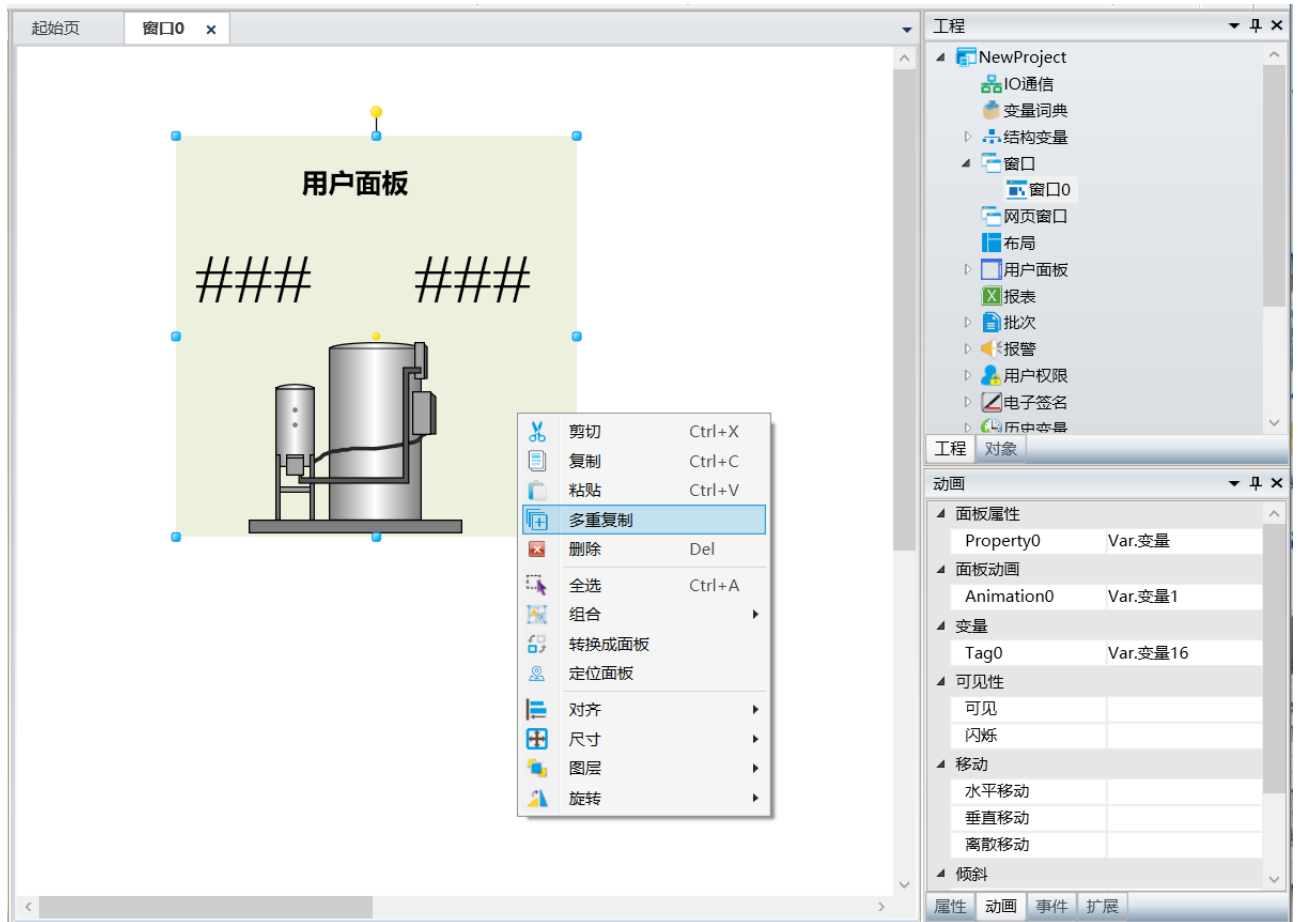 起始页
窗口0 x
用户面板
### ###
剪切 Ctrl+X
复制 Ctrl+C
粘贴 Ctrl+V
多重复制
删除 Del
全选 Ctrl+A
组合
转换成面板
定位面板
对齐
尺寸
图层
旋转
工程
NewProject
IO通信
变量词典
结构变量
窗口
窗口0
网页窗口
布局
用户面板
报表
批次
报警
用户权限
电子签名
历史变量
工程 对象
动画
面板属性
Property0 Var.变量
面板动画
Animation0 Var.变量1
变量
Tag0 Var.变量16
可见性
可见
闪烁
移动
水平移动
垂直移动
离散移动
倾斜
属性 动画 事件 扩展